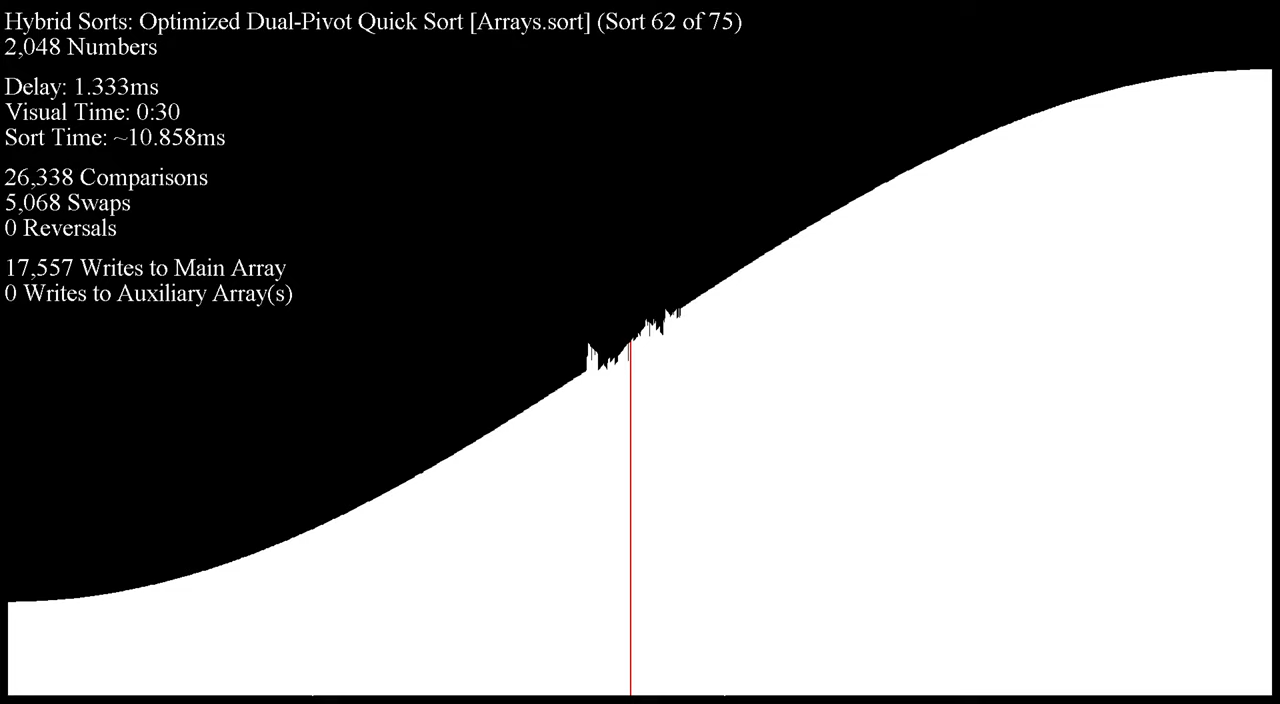 Hybrid Sorts: Optimized Dual-Pivot Quick Sort [Arrays.sort] (Sort 62 of 75)
2,048 Numbers
Delay: 1.333ms
Visual Time: 0:30
Sort Time: ~10.858ms
26,338 Comparisons
5,068 Swaps
0 Reversals
17,557 Writes to Main Array
0 Writes to Auxiliary Array(s)